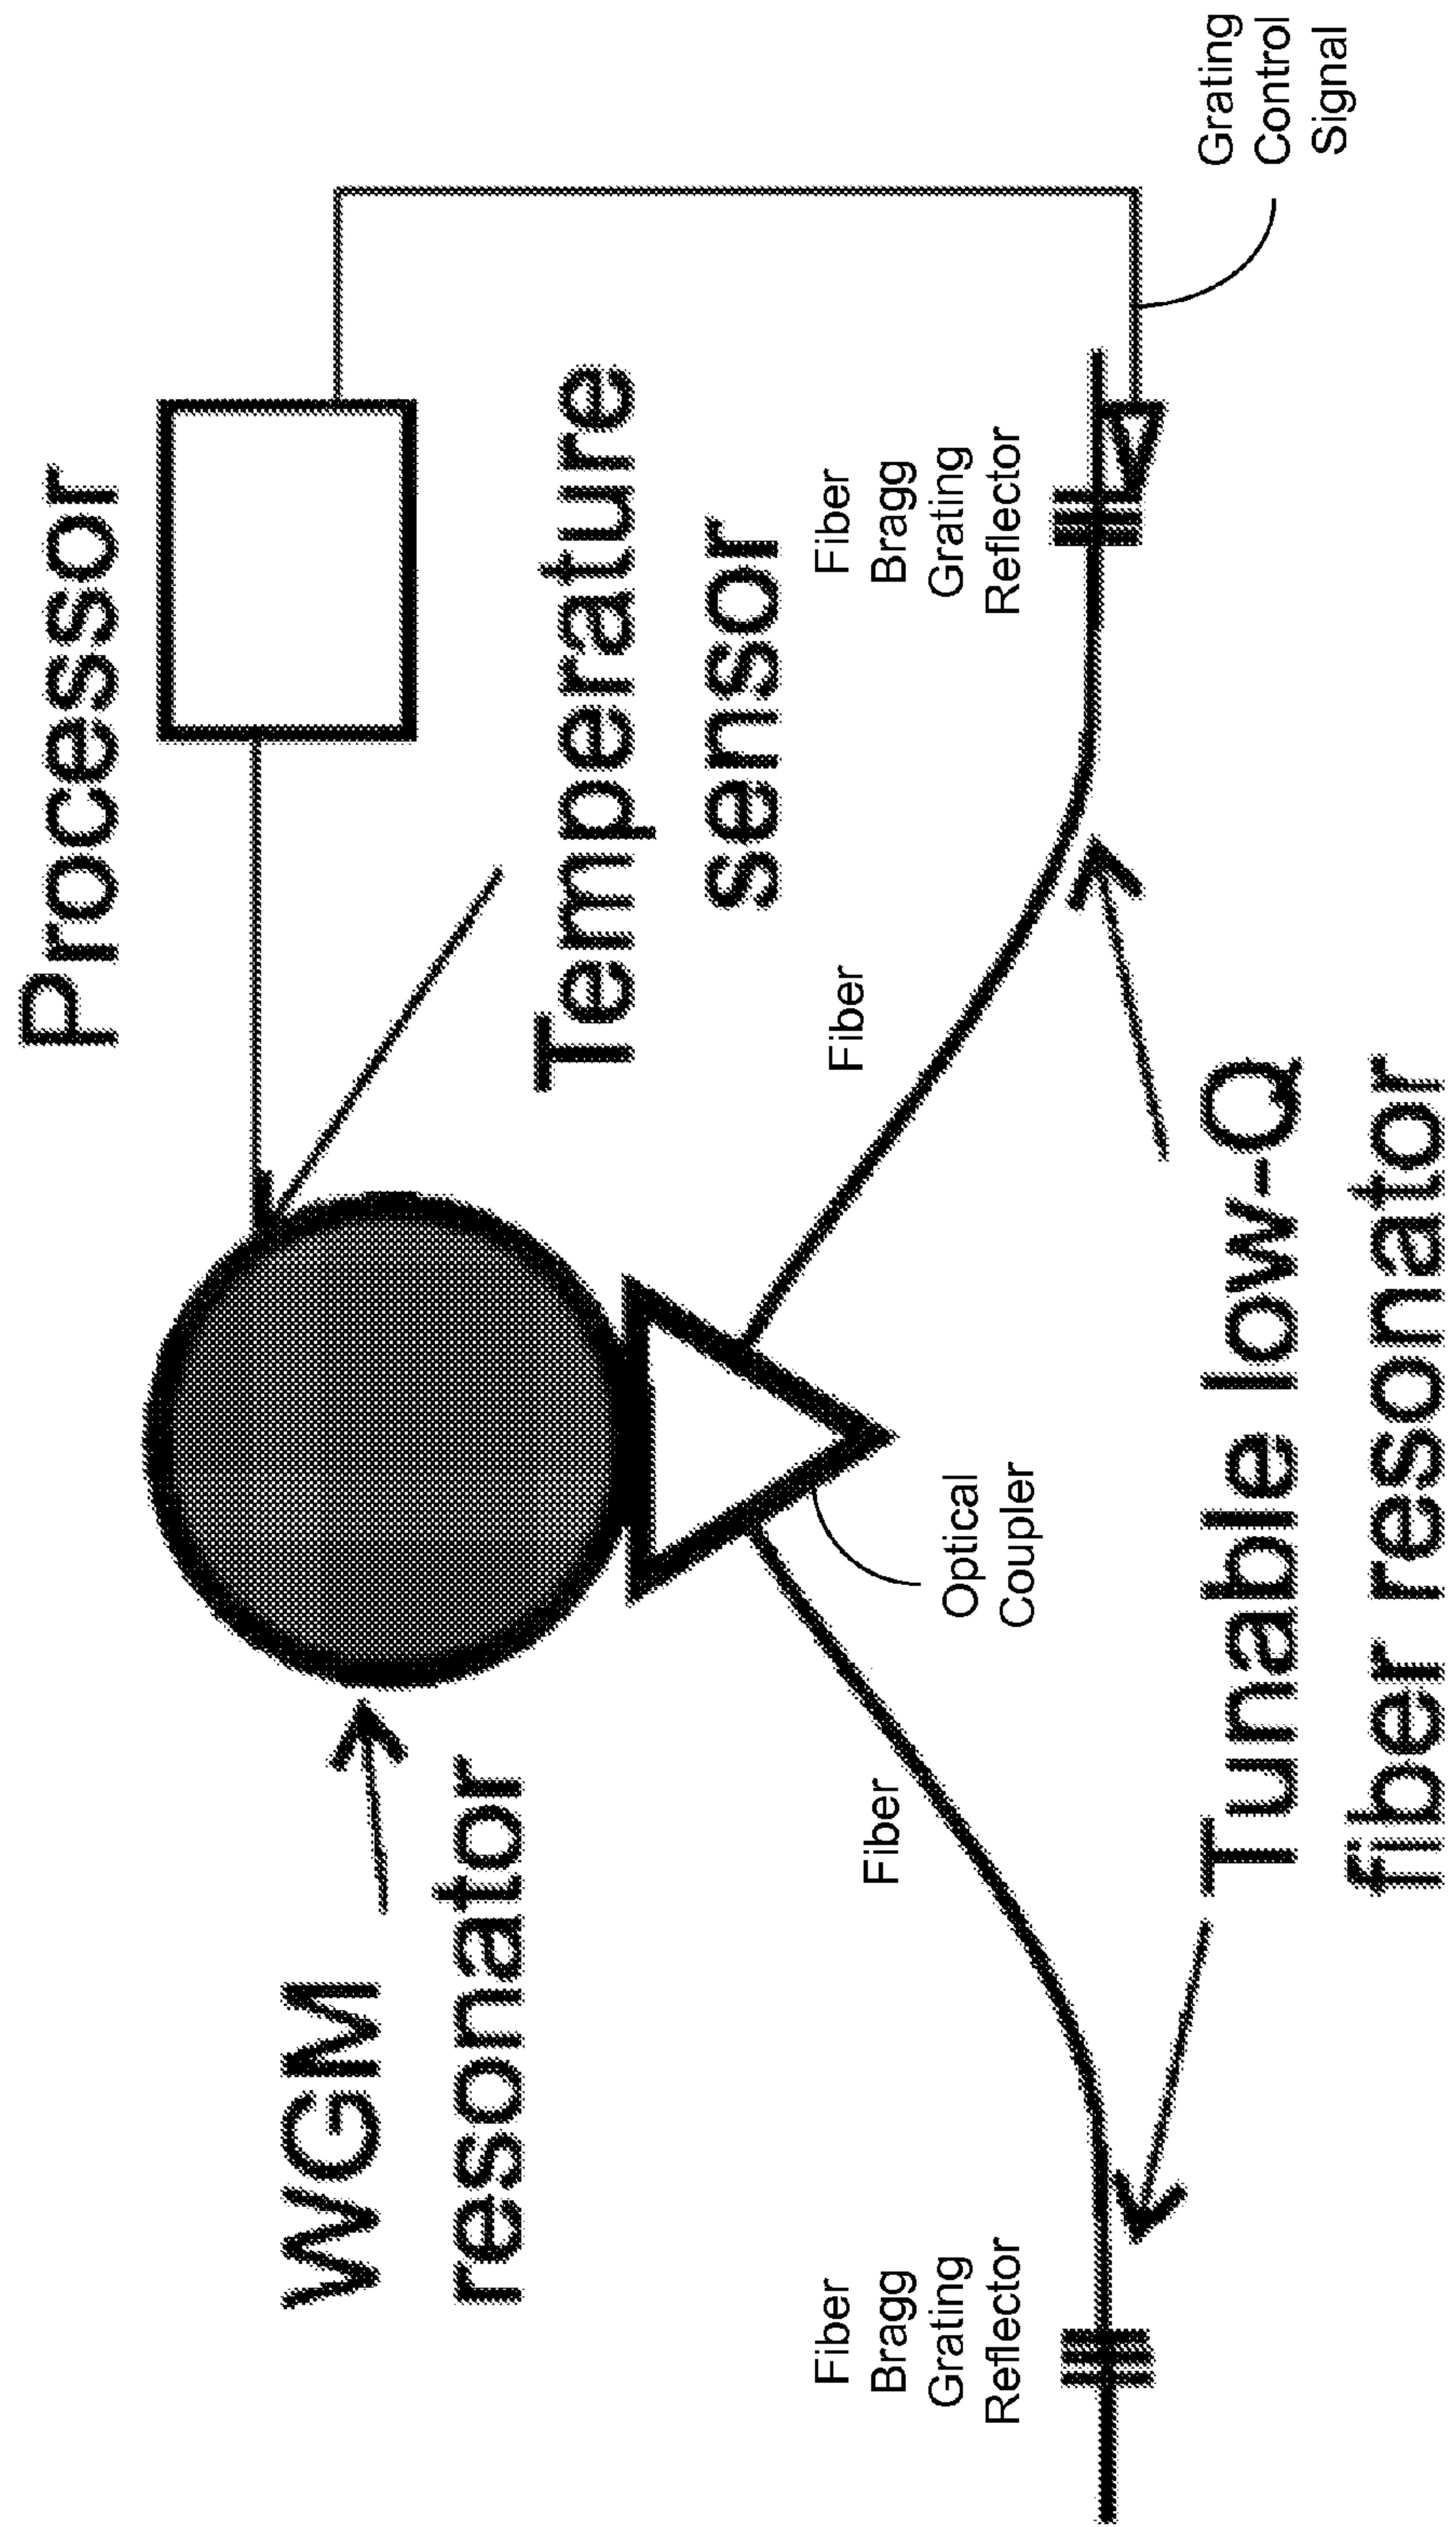 Processor
WGM
resonator
Temperature
sensor
Fiber
Bragg
Grating
Reflector
Fiber
Optical
Coupler
Fiber
Fiber
Bragg
Grating
Reflector
Tunable low-Q
fiber resonator
Grating
Control
Signal